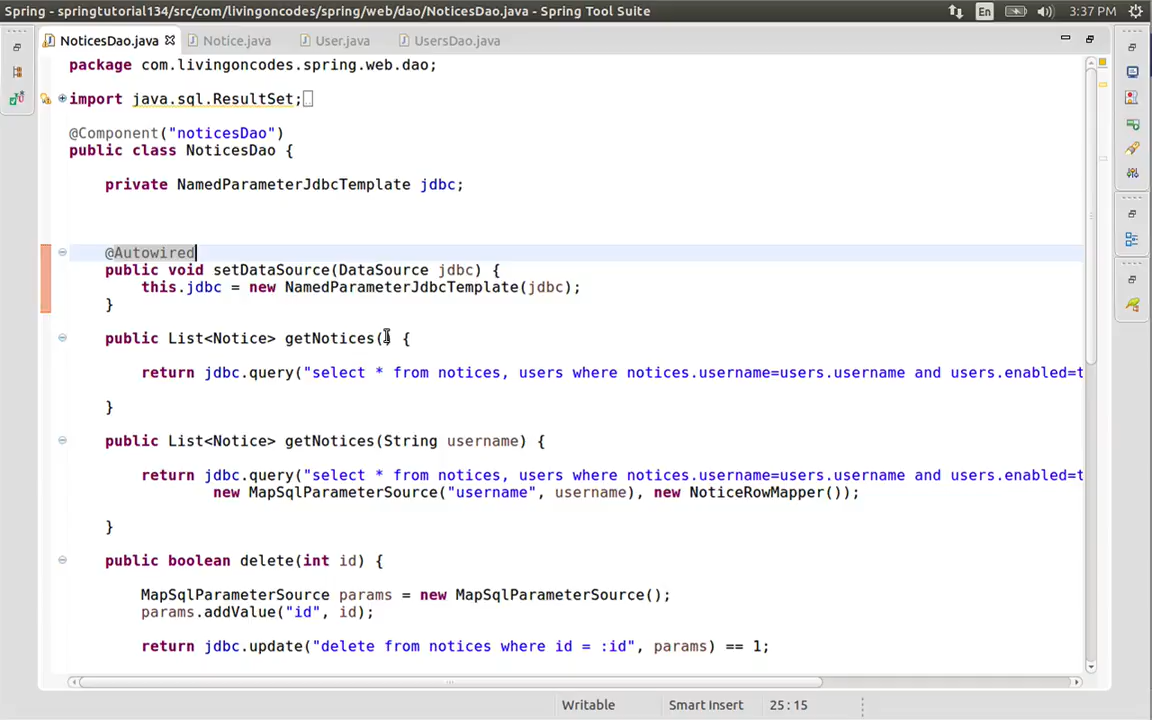 Spring - springtutorial134/src/com/livingoncodes/spring/web/dao/NoticesDao.java - Spring Tool Suite
En
3:37 PM
NoticesDao.java
Notice.java
User.java
UsersDao.java
package com.livingoncodes.spring.web.dao;
import java.sql.ResultSet;
@Component("noticesDao")
public class NoticesDao {
private NamedParameterJdbcTemplate jdbc;
@Autowired
public void setDataSource(DataSource jdbc) {
this.jdbc = new NamedParameterJdbcTemplate(jdbc);
}
public List<Notice> getNotices() {
return jdbc.query("select * from notices, users where notices.username=users.username and users.enabled=t
}
public List<Notice> getNotices(String username) {
return jdbc.query("select * from notices, users where notices.username=users.username and users.enabled=t
new MapSqlParameterSource("username", username), new NoticeRowMapper());
}
public boolean delete(int id) {
MapSqlParameterSource params = new MapSqlParameterSource();
params.addValue("id", id);
return jdbc.update("delete from notices where id = :id", params) == 1;
Writable
Smart Insert
25 : 15